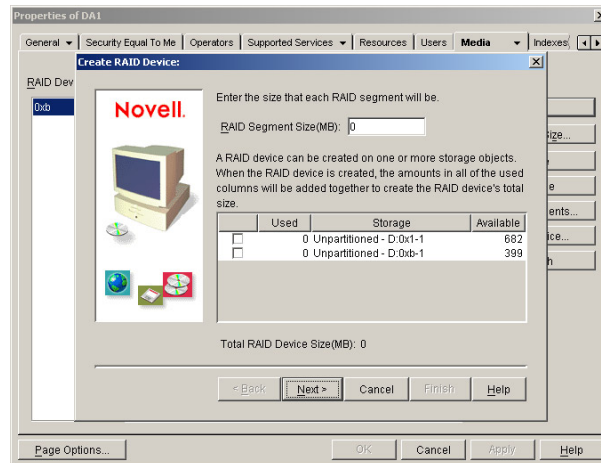 Properties of DA1
General Security Equal To Me Operators Supported Services Resources Users Media Indexes
Create RAID Device:
RAID Dev
0xb
Novell.
Enter the size that each RAID segment will be.
RAID Segment Size(MB): 0
A RAID device can be created on one or more storage objects.
When the RAID device is created, the amounts in all of the used
columns will be added together to create the RAID device's total
size.
Used Storage Available
0 Unpartitioned - D:0x1-1 682
0 Unpartitioned - D:0xb-1 399
Total RAID Device Size(MB): 0
< Back Next > Cancel Finish Help
ize...
e
ents...
ice...
h
Page Options... OK Cancel Apply Help